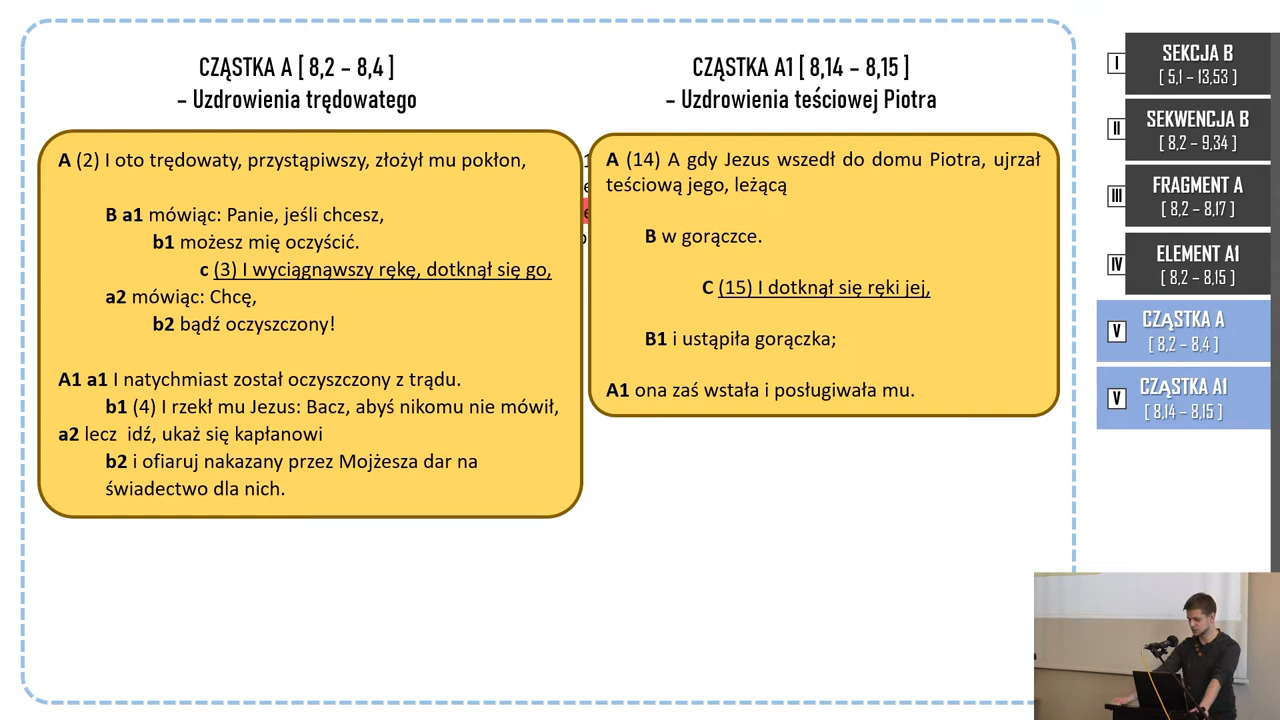 CZĄSTKA A [ 8,2 – 8,4 ]
– Uzdrowienia trędowatego
A (2) I oto trędowaty, przystąpiwszy, złożył mu pokłon,
B a1 mówiąc: Panie, jeśli chcesz,
b1 możesz mię oczyścić.
c (3) I wyciągnąwszy rękę, dotknął się go,
a2 mówiąc: Chcę,
b2 bądź oczyszczony!
A1 a1 I natychmiast został oczyszczony z trądu.
b1 (4) I rzekł mu Jezus: Bacz, abyś nikomu nie mówił,
a2 lecz idź, ukaż się kapłanowi
b2 i ofiaruj nakazany przez Mojżesza dar na
świadectwo dla nich.
CZĄSTKA A1 [ 8,14 – 8,15 ]
– Uzdrowienia teściowej Piotra
A (14) A gdy Jezus wszedł do domu Piotra, ujrzał
teściową jego, leżącą
B w gorączce.
C (15) I dotknął się ręki jej,
B1 i ustąpiła gorączka;
A1 ona zaś wstała i posługiwała mu.
I SEKCJA B
[ 5,1 – 13,53 ]
II SEKWENCJA B
[ 8,2 – 9,34 ]
III FRAGMENT A
[ 8,2 – 8,17 ]
IV ELEMENT A1
[ 8,2 – 8,15 ]
V CZĄSTKA A
[ 8,2 – 8,4 ]
V CZĄSTKA A1
[ 8,14 – 8,15 ]